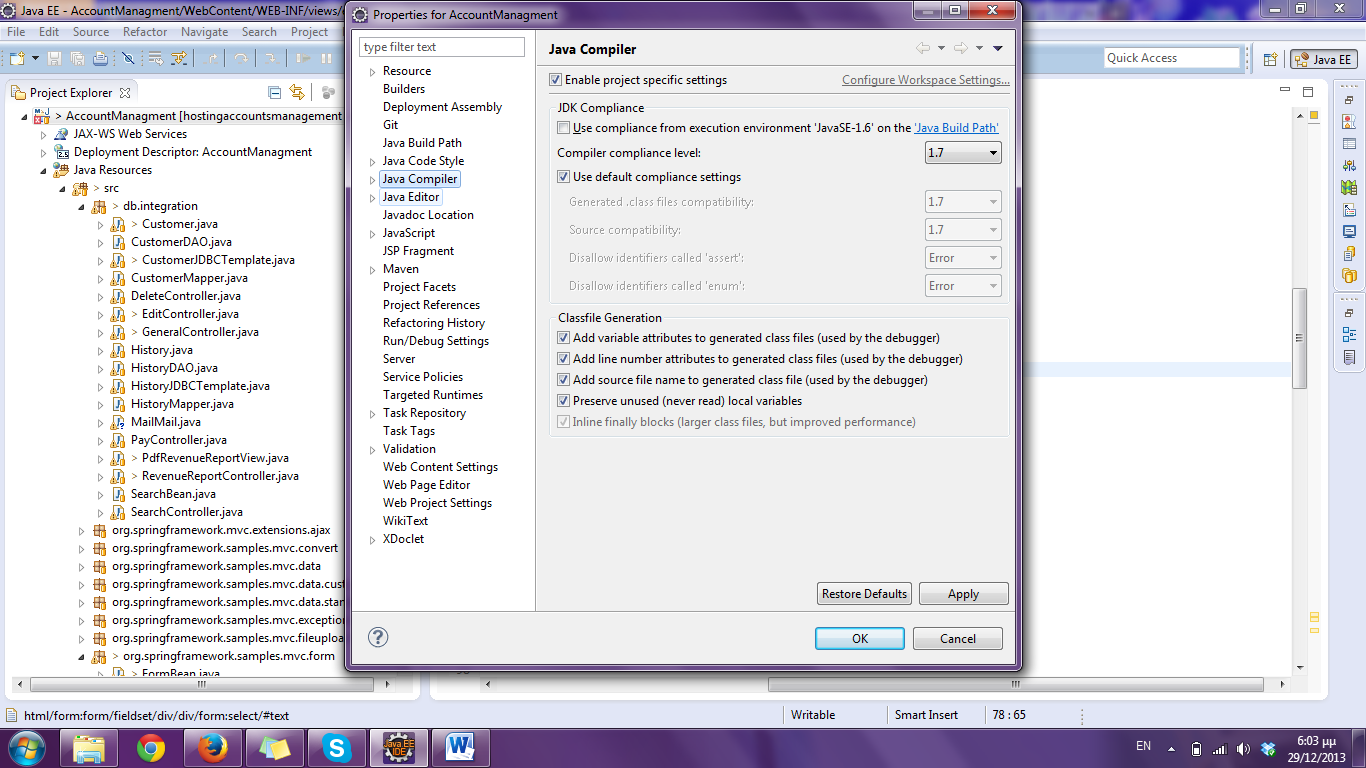 Java EE - AccountManagment/WebContent/WEB-INF/views/
Properties for AccountManagment
File Edit Source Refactor Navigate Search Project
Quick Access
Java EE
Project Explorer
> AccountManagment [hostingaccountsmanagement
JAX-WS Web Services
Deployment Descriptor: AccountManagment
Java Resources
> src
> db.integration
> Customer.java
CustomerDAO.java
> CustomerJDBCTemplate.java
CustomerMapper.java
DeleteController.java
> EditController.java
> GeneralController.java
History.java
HistoryDAO.java
HistoryJDBCTemplate.java
HistoryMapper.java
MailMail.java
PayController.java
> PdfRevenueReportView.java
> RevenueReportController.java
SearchBean.java
SearchController.java
org.springframework.mvc.extensions.ajax
org.springframework.samples.mvc.convert
org.springframework.samples.mvc.data
org.springframework.samples.mvc.data.cus
org.springframework.samples.mvc.data.star
org.springframework.samples.mvc.exception
org.springframework.samples.mvc.fileuploa
> org.springframework.samples.mvc.form
> FormBean.java
type filter text
Resource
Builders
Deployment Assembly
Git
Java Build Path
Java Code Style
Java Compiler
Java Editor
Javadoc Location
JavaScript
JSP Fragment
Maven
Project Facets
Project References
Refactoring History
Run/Debug Settings
Server
Service Policies
Targeted Runtimes
Task Repository
Task Tags
Validation
Web Content Settings
Web Page Editor
Web Project Settings
WikiText
XDoclet
Java Compiler
Enable project specific settings
Configure Workspace Settings...
JDK Compliance
Use compliance from execution environment 'JavaSE-1.6' on the 'Java Build Path'
Compiler compliance level: 1.7
Use default compliance settings
Generated .class files compatibility: 1.7
Source compatibility: 1.7
Disallow identifiers called 'assert': Error
Disallow identifiers called 'enum': Error
Classfile Generation
Add variable attributes to generated class files (used by the debugger)
Add line number attributes to generated class files (used by the debugger)
Add source file name to generated class file (used by the debugger)
Preserve unused (never read) local variables
Inline finally blocks (larger class files, but improved performance)
Restore Defaults Apply
OK Cancel
html/form:form/fieldset/div/div/form:select/#text
Writable Smart Insert 78 : 65
Java EE
IDE
EN
6:03 μμ
29/12/2013